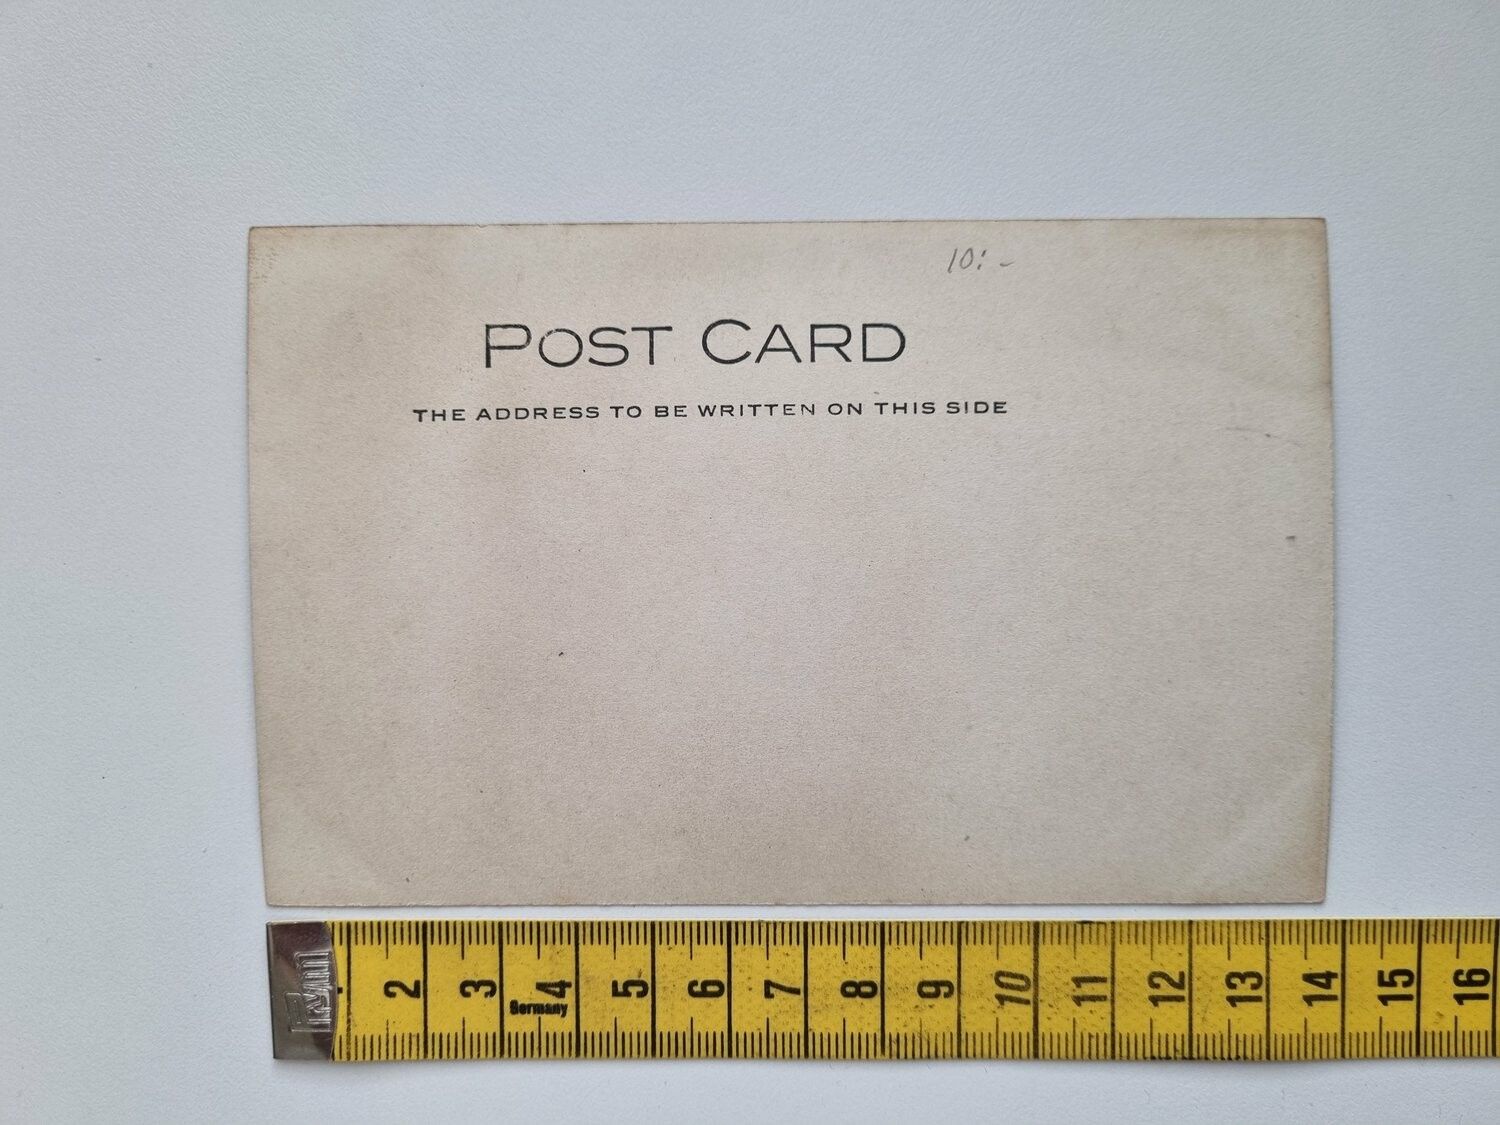 10:-
POST CARD
THE ADDRESS TO BE WRITTEN ON THIS SIDE
Prym
2 3 4 5 6 7 8 9 10 11 12 13 14 15 16
Germany